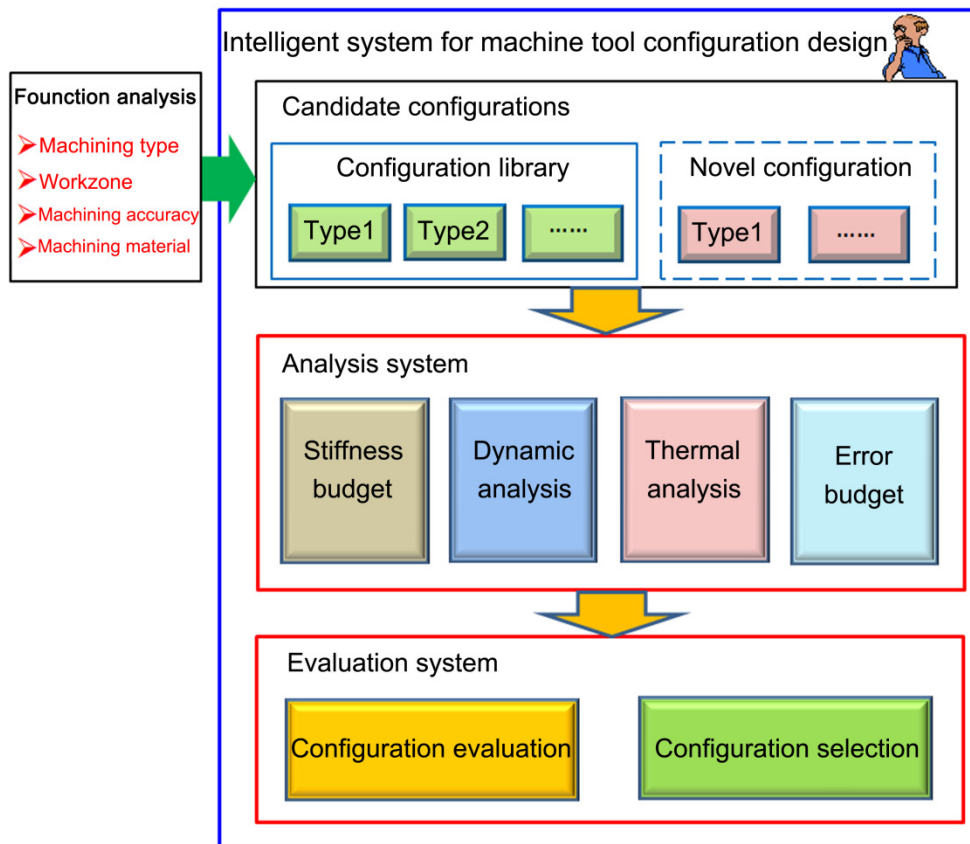 Intelligent system for machine tool configuration design
Founction analysis
Machining type
Workzone
Machining accuracy
Machining material
Candidate configurations
Configuration library
Type1
Type2
······
Novel configuration
Type1
······
Analysis system
Stiffness
budget
Dynamic
analysis
Thermal
analysis
Error
budget
Evaluation system
Configuration evaluation
Configuration selection